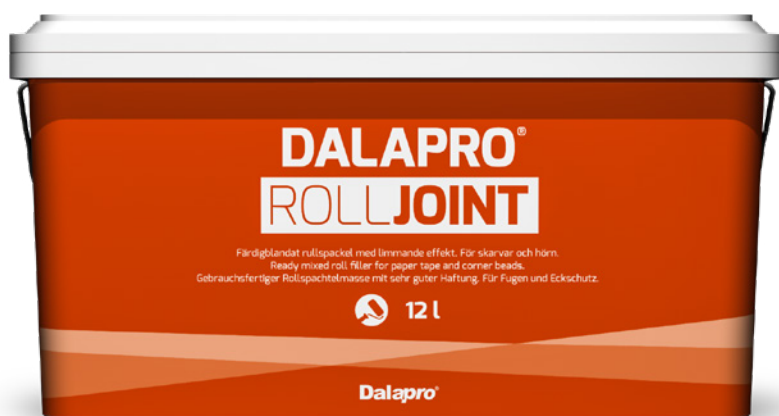 DALAPRO®
ROLLJOINT
Färdigblandat rullspackel med limmande effekt. För skarvar och hörn.
Ready mixed roll filler for paper tape and corner beads.
Gebrauchsfertiger Rollspachtelmasse mit sehr guter Haftung. Für Fugen und Eckschutz.
12 l
Dalapro®